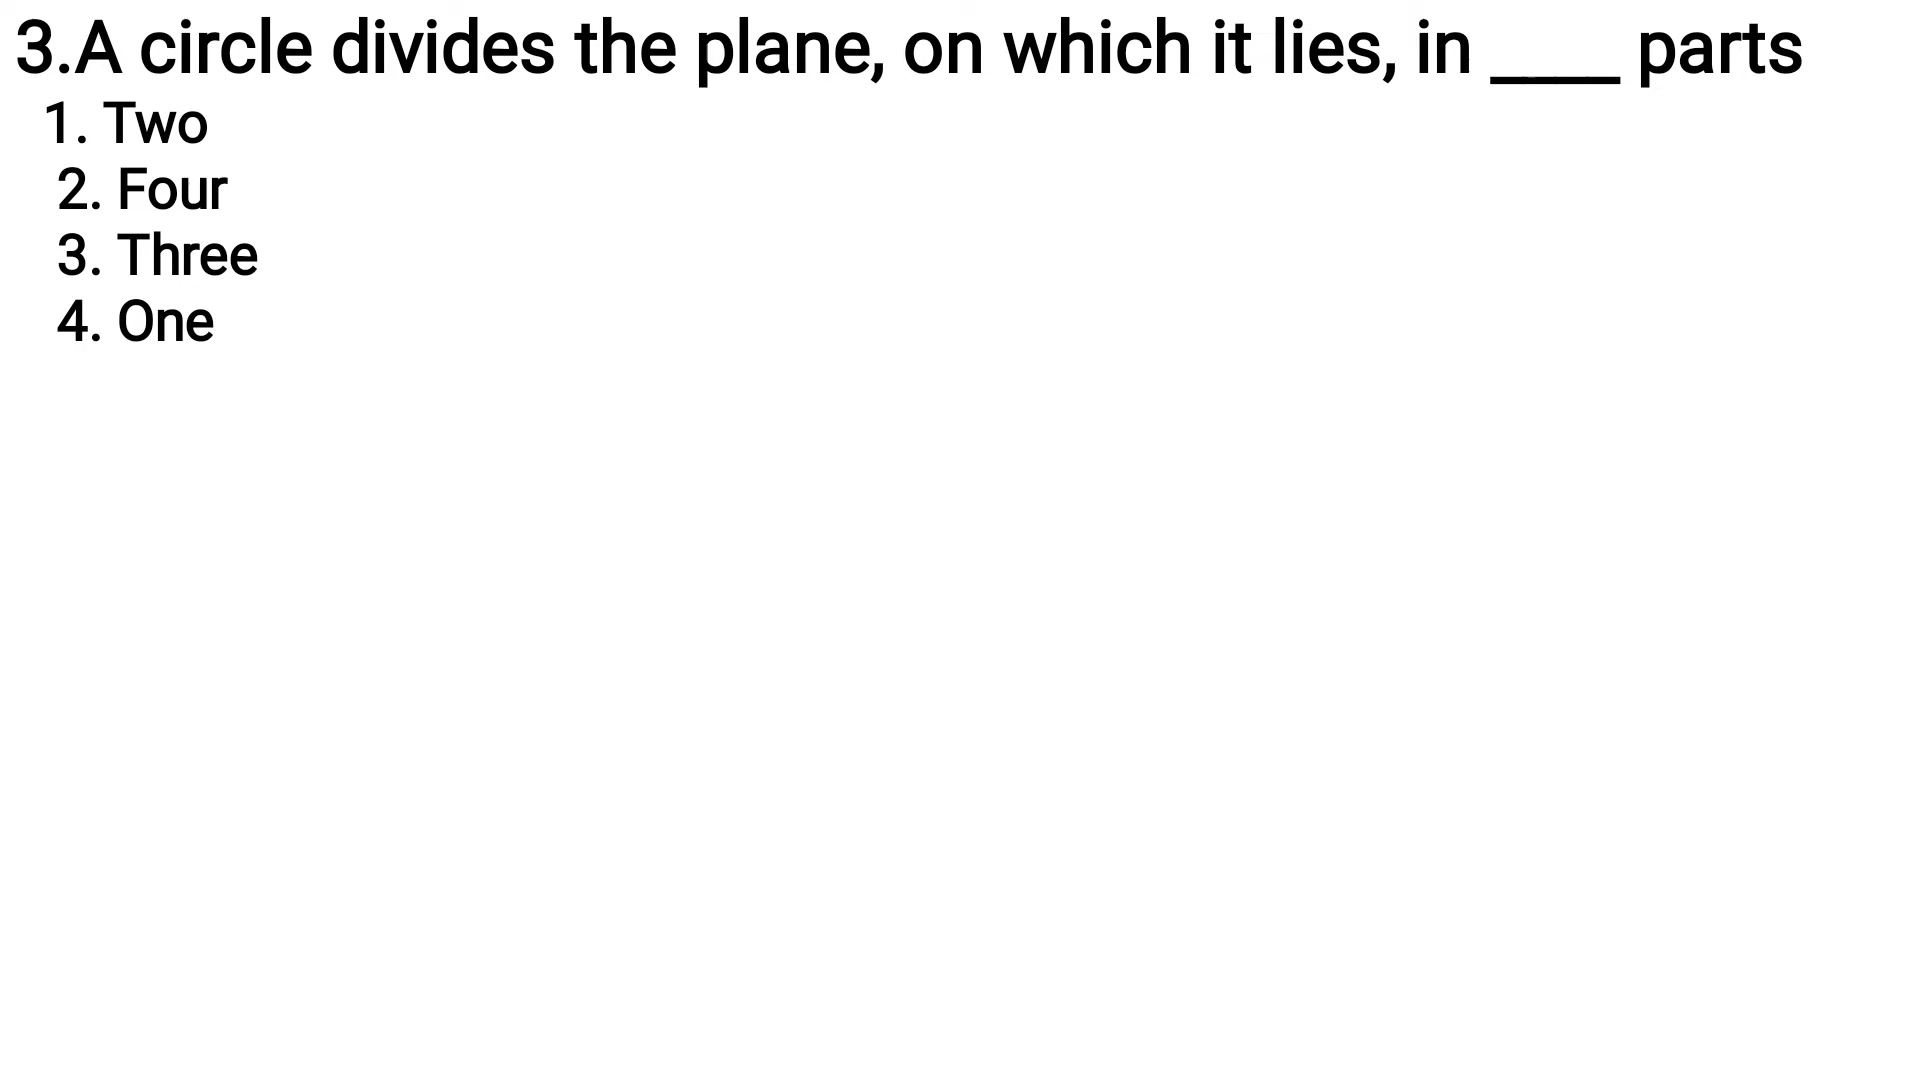 3.A circle divides the plane, on which it lies, in ____ parts
1. Two
2. Four
3. Three
4. One